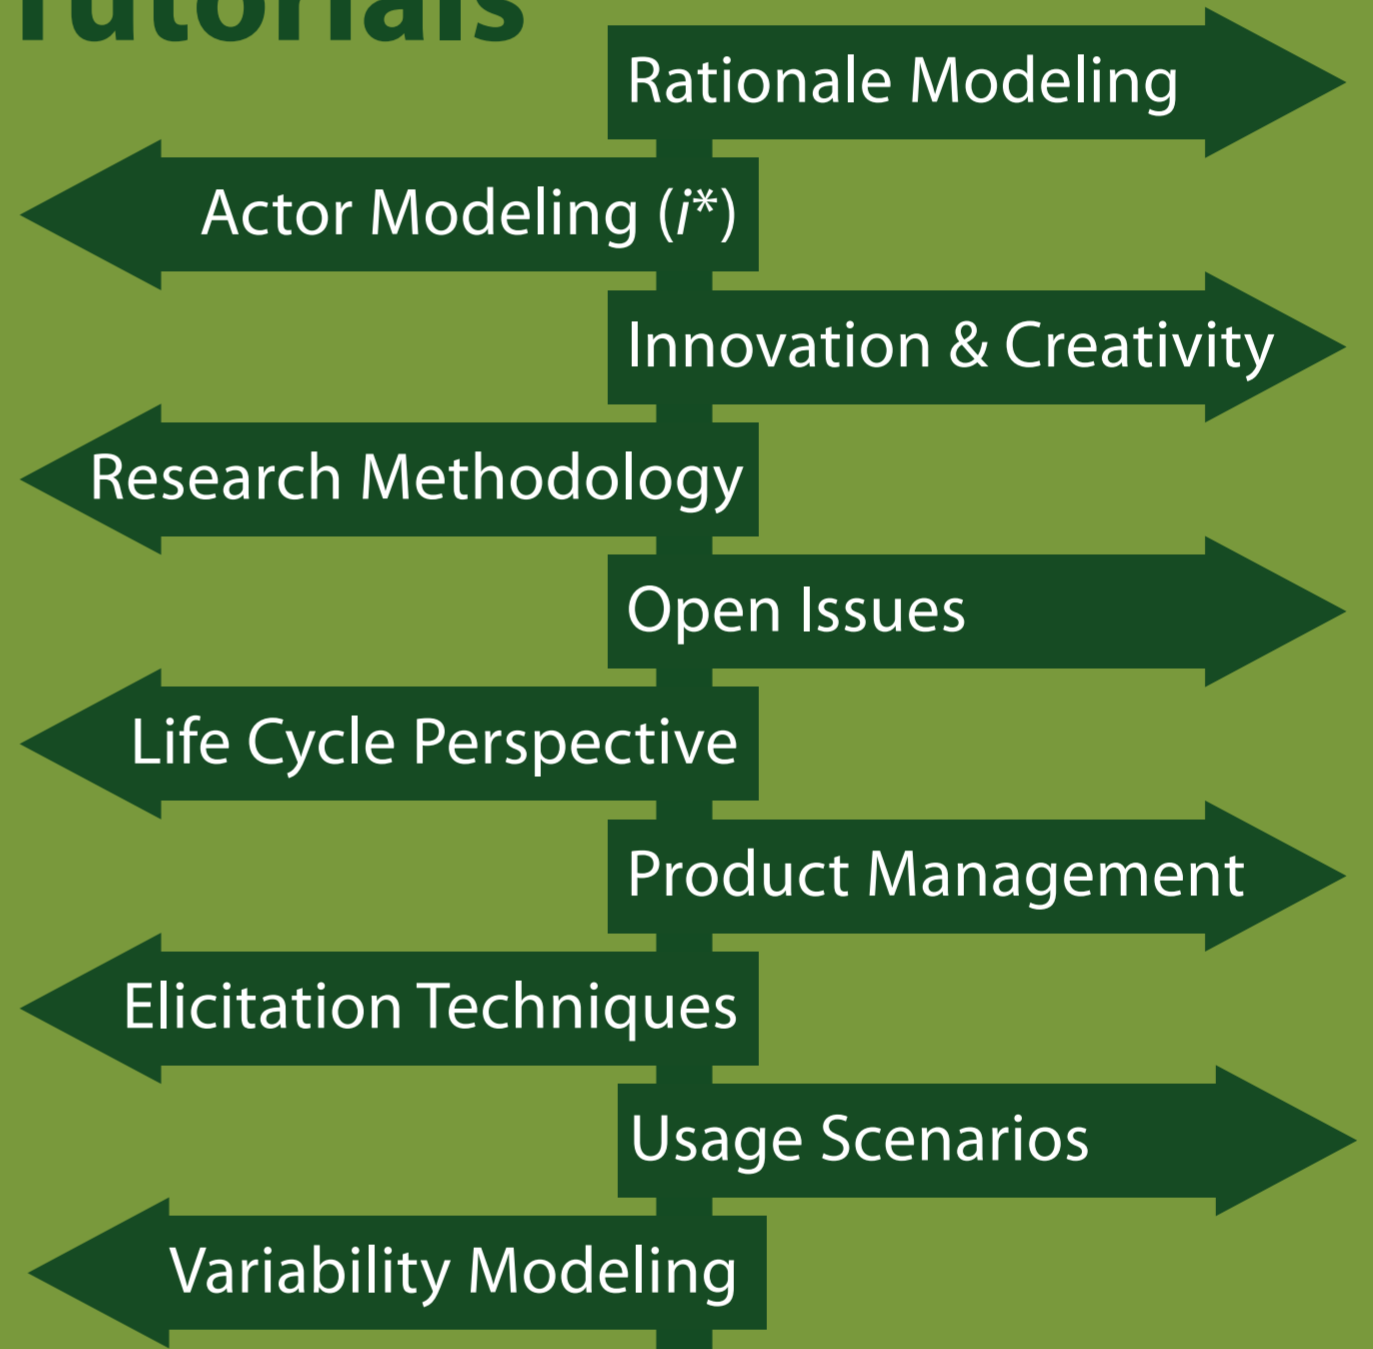 Tutorials
Rationale Modeling
Actor Modeling (i*)
Innovation & Creativity
Research Methodology
Open Issues
Life Cycle Perspective
Product Management
Elicitation Techniques
Usage Scenarios
Variability Modeling